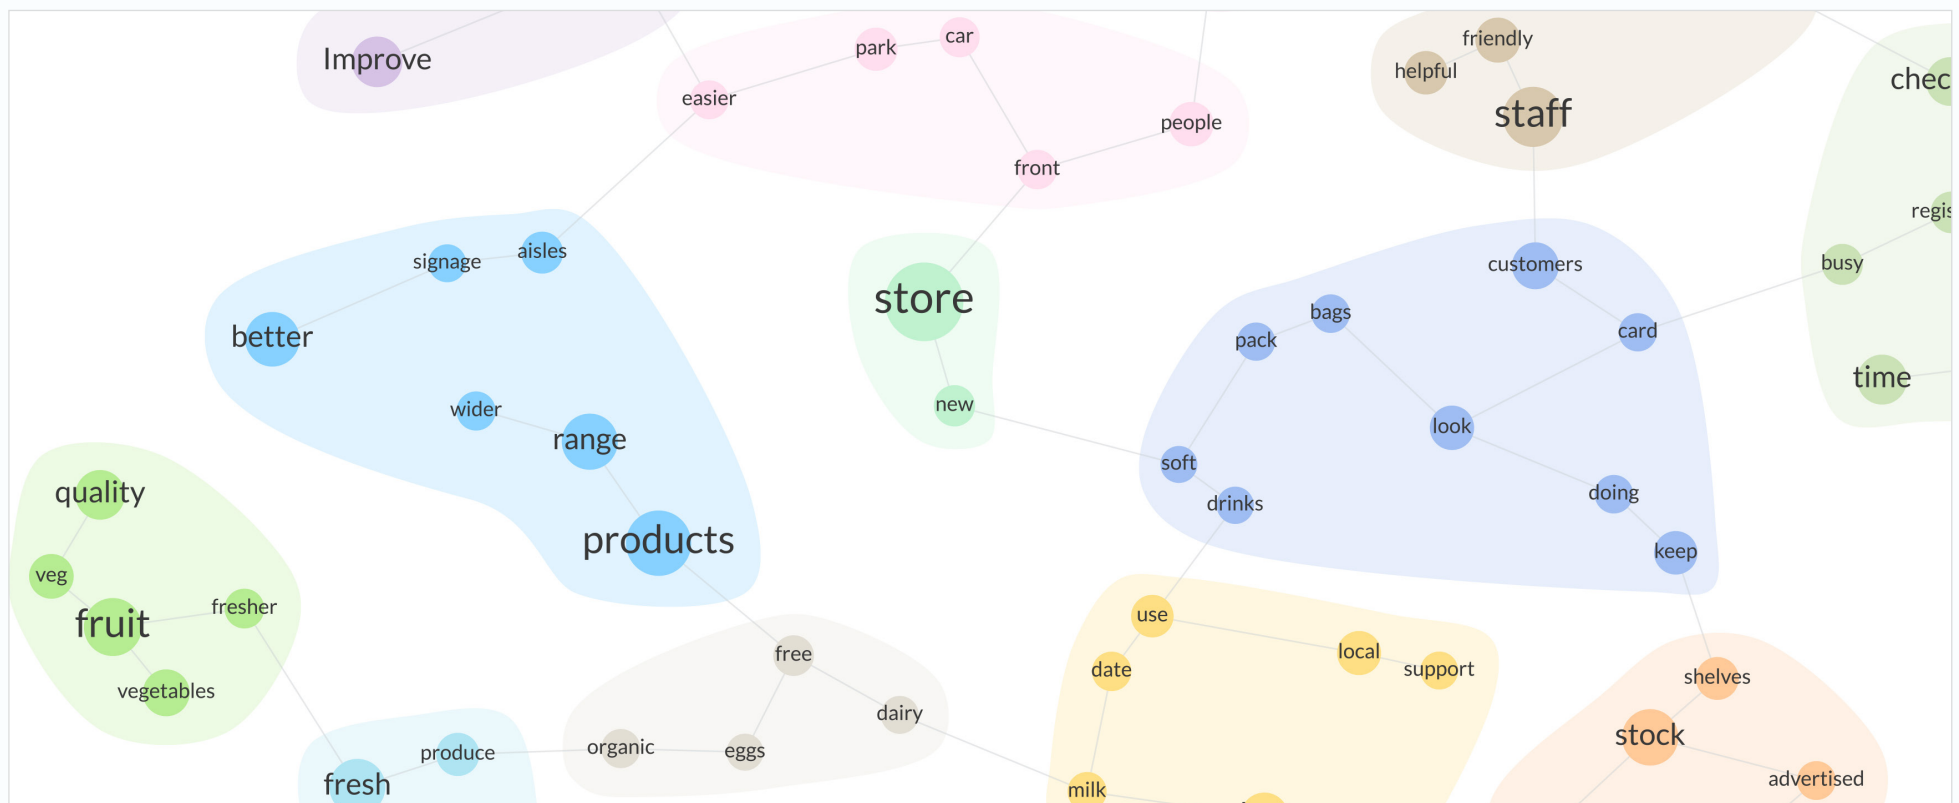 Improve
park
car
easier
people
front
friendly
helpful
staff
chec
regis
busy
time
signage
aisles
better
wider
range
products
store
new
customers
bags
pack
card
look
soft
drinks
doing
keep
quality
veg
fruit
fresher
vegetables
fresh
produce
free
dairy
organic
eggs
use
date
local
support
milk
shelves
stock
advertised